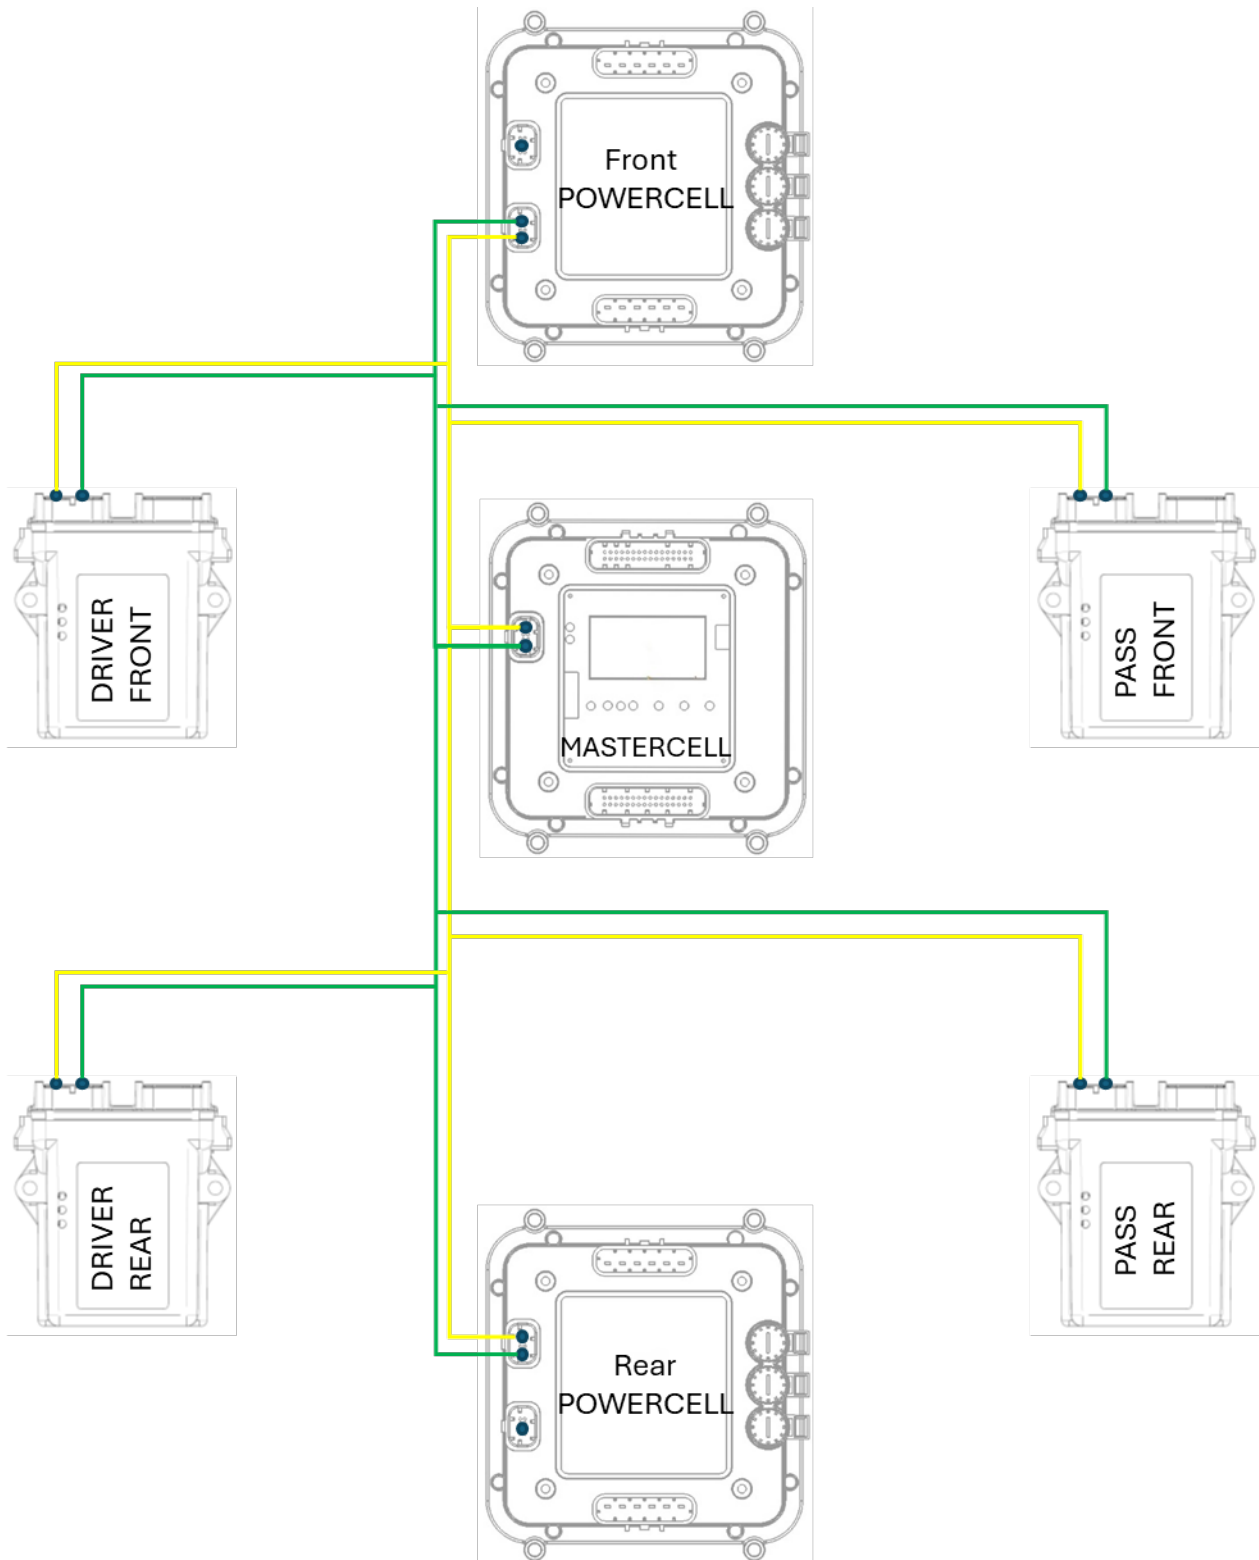 Front
POWERCELL
DRIVER
FRONT
PASS
FRONT
MASTERCELL
DRIVER
REAR
PASS
REAR
Rear
POWERCELL